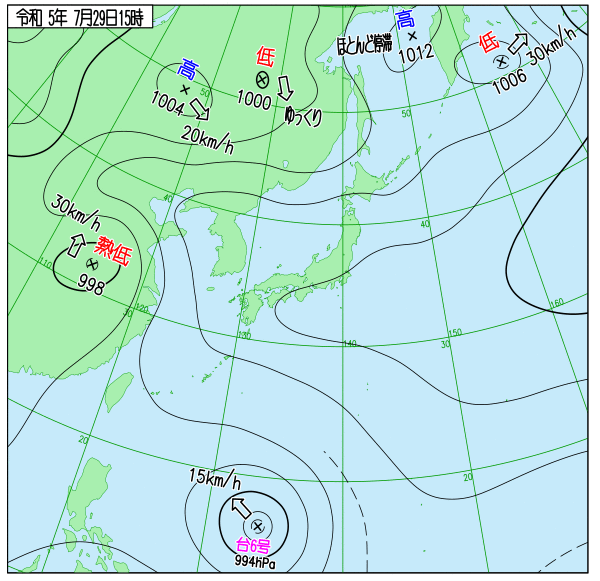 令和 5年 7月29日15時
高
1012
ほとんど停滞
低
1006
30km/h
高
1004
20km/h
低
1000
ゆっくり
50
50
40
40
30km/h
熱低
998
110
120
30
130
140
150
30
160
20
20
15km/h
台6号
994hPa